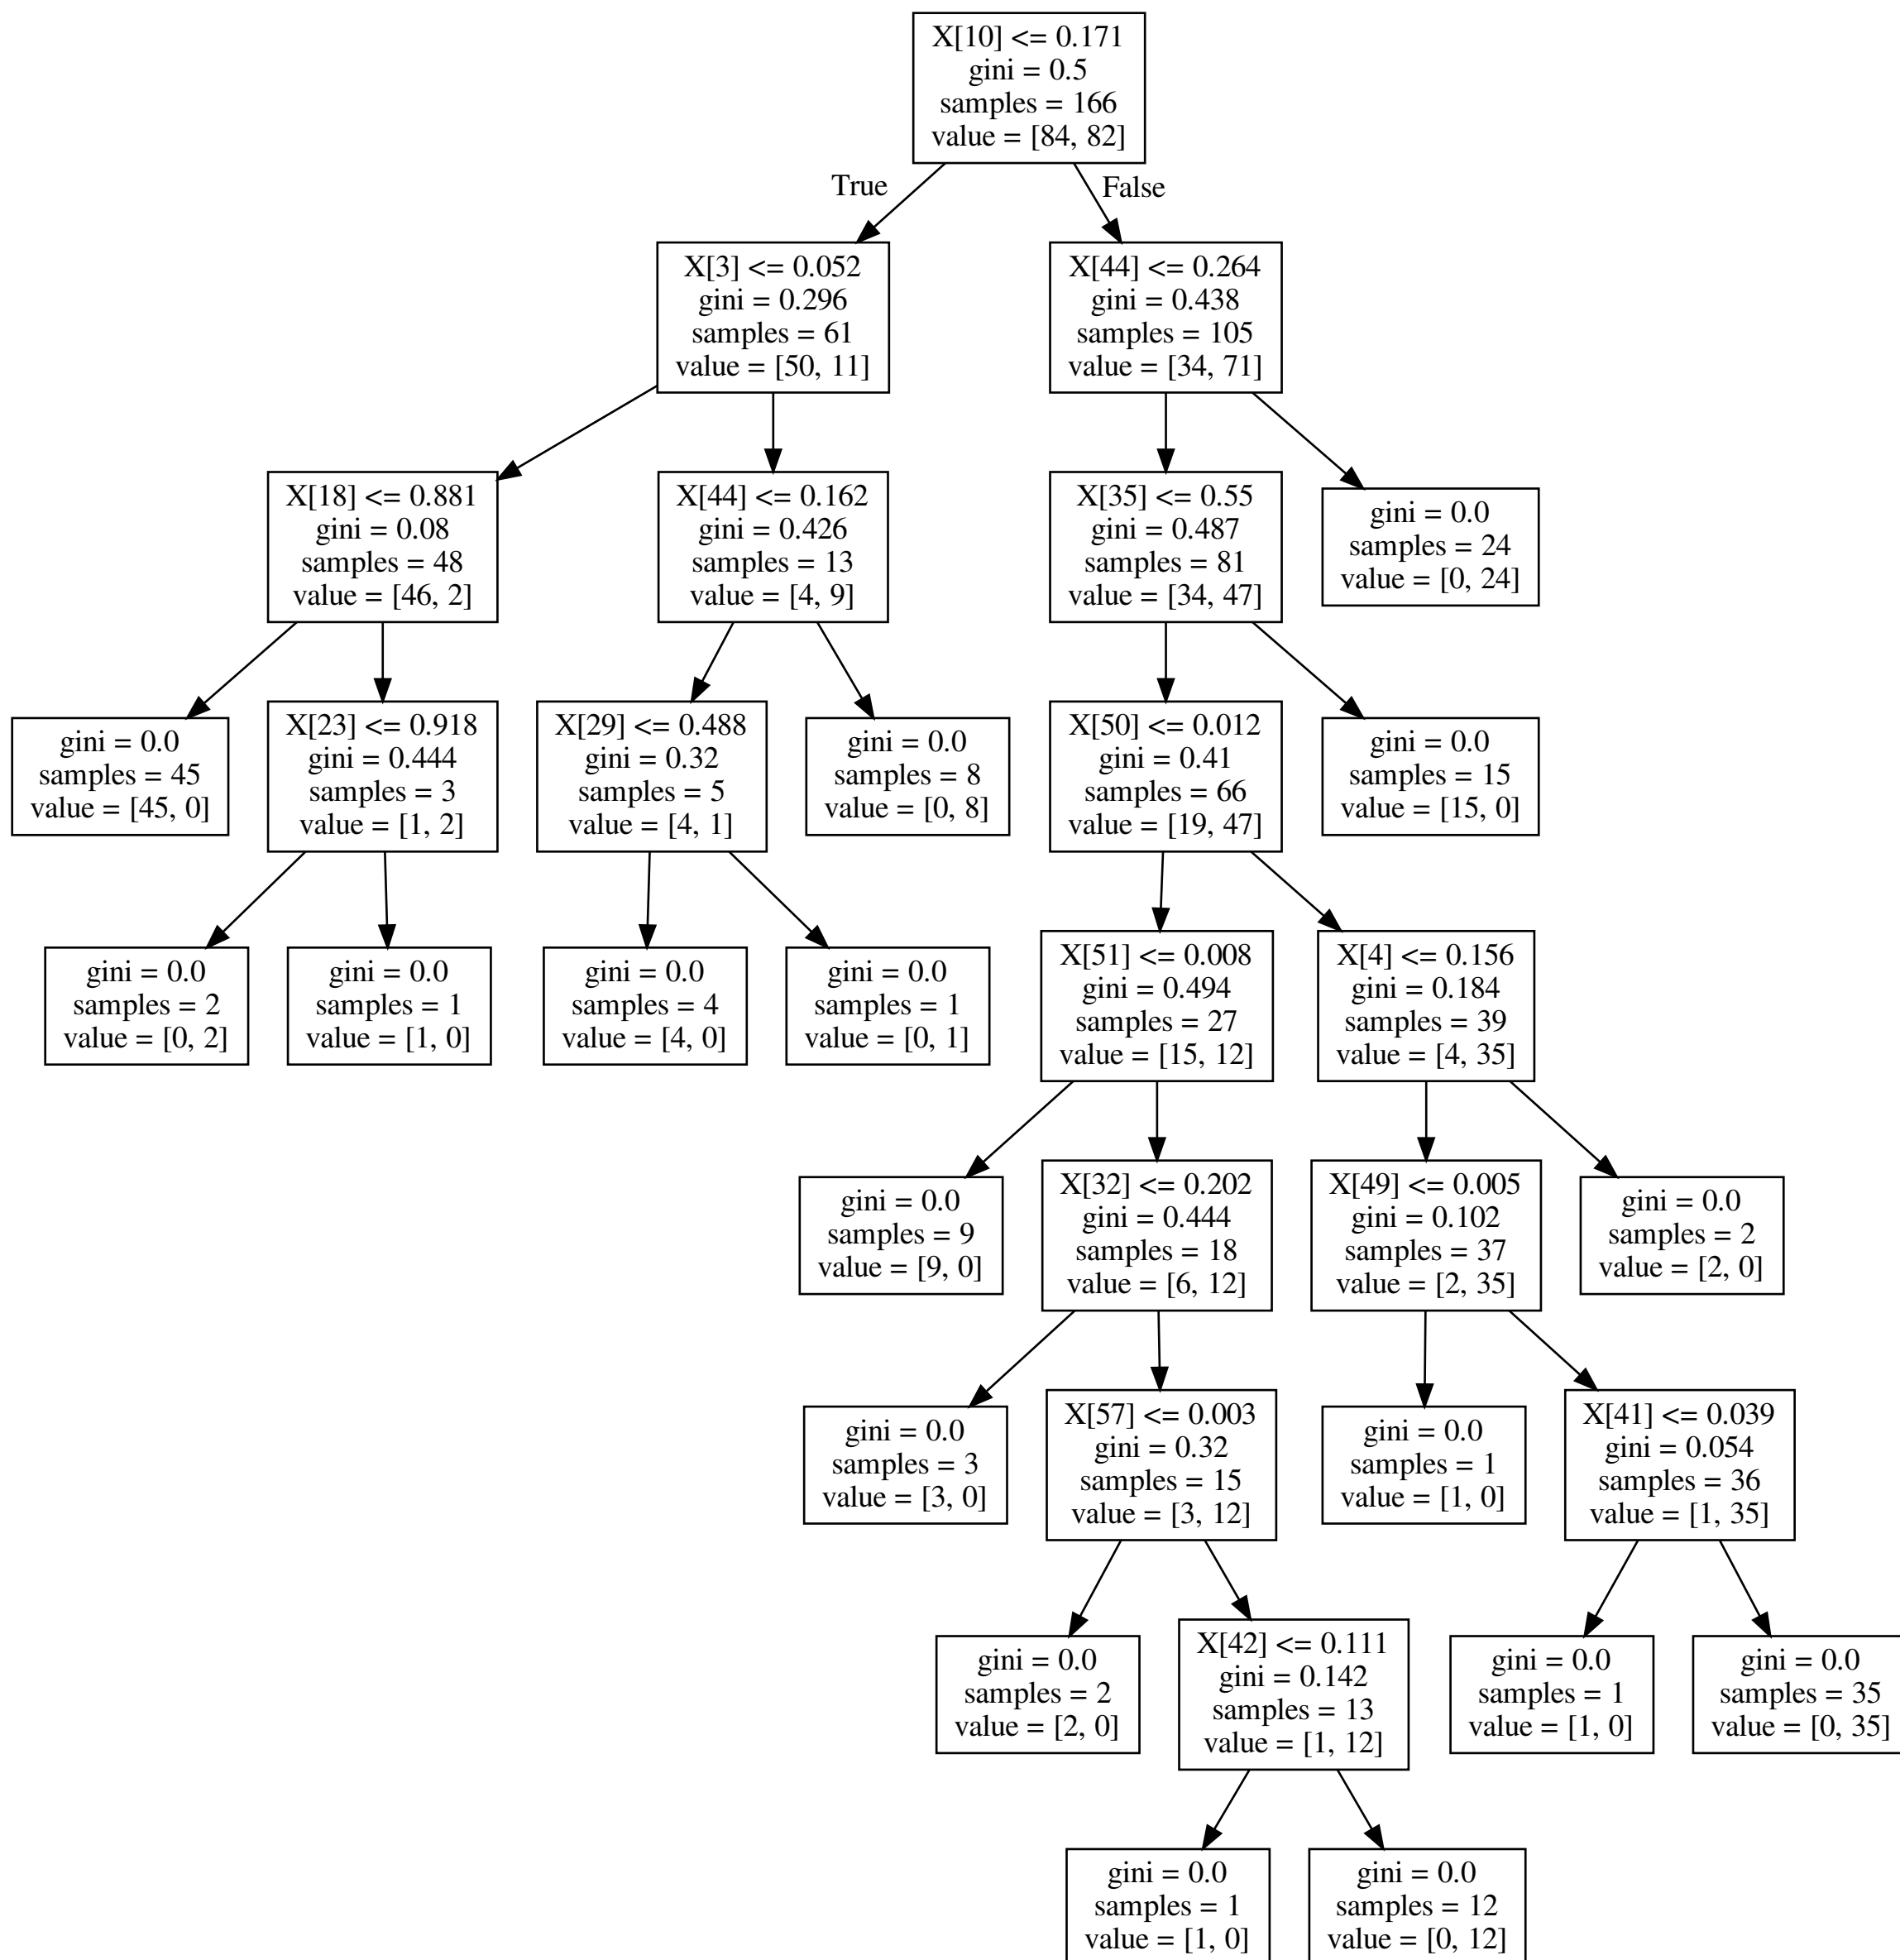 X[10] <= 0.171
gini = 0.5
samples = 166
value = [84, 82]
True
False
X[3] <= 0.052
gini = 0.296
samples = 61
value = [50, 11]
X[44] <= 0.264
gini = 0.438
samples = 105
value = [34, 71]
X[18] <= 0.881
gini = 0.08
samples = 48
value = [46, 2]
X[44] <= 0.162
gini = 0.426
samples = 13
value = [4, 9]
X[35] <= 0.55
gini = 0.487
samples = 81
value = [34, 47]
gini = 0.0
samples = 24
value = [0, 24]
gini = 0.0
samples = 45
value = [45, 0]
X[23] <= 0.918
gini = 0.444
samples = 3
value = [1, 2]
X[29] <= 0.488
gini = 0.32
samples = 5
value = [4, 1]
gini = 0.0
samples = 8
value = [0, 8]
X[50] <= 0.012
gini = 0.41
samples = 66
value = [19, 47]
gini = 0.0
samples = 15
value = [15, 0]
gini = 0.0
samples = 2
value = [0, 2]
gini = 0.0
samples = 1
value = [1, 0]
gini = 0.0
samples = 4
value = [4, 0]
gini = 0.0
samples = 1
value = [0, 1]
X[51] <= 0.008
gini = 0.494
samples = 27
value = [15, 12]
X[4] <= 0.156
gini = 0.184
samples = 39
value = [4, 35]
gini = 0.0
samples = 9
value = [9, 0]
X[32] <= 0.202
gini = 0.444
samples = 18
value = [6, 12]
X[49] <= 0.005
gini = 0.102
samples = 37
value = [2, 35]
gini = 0.0
samples = 2
value = [2, 0]
gini = 0.0
samples = 3
value = [3, 0]
X[57] <= 0.003
gini = 0.32
samples = 15
value = [3, 12]
gini = 0.0
samples = 1
value = [1, 0]
X[41] <= 0.039
gini = 0.054
samples = 36
value = [1, 35]
gini = 0.0
samples = 2
value = [2, 0]
X[42] <= 0.111
gini = 0.142
samples = 13
value = [1, 12]
gini = 0.0
samples = 1
value = [1, 0]
gini = 0.0
samples = 35
value = [0, 35]
gini = 0.0
samples = 1
value = [1, 0]
gini = 0.0
samples = 12
value = [0, 12]